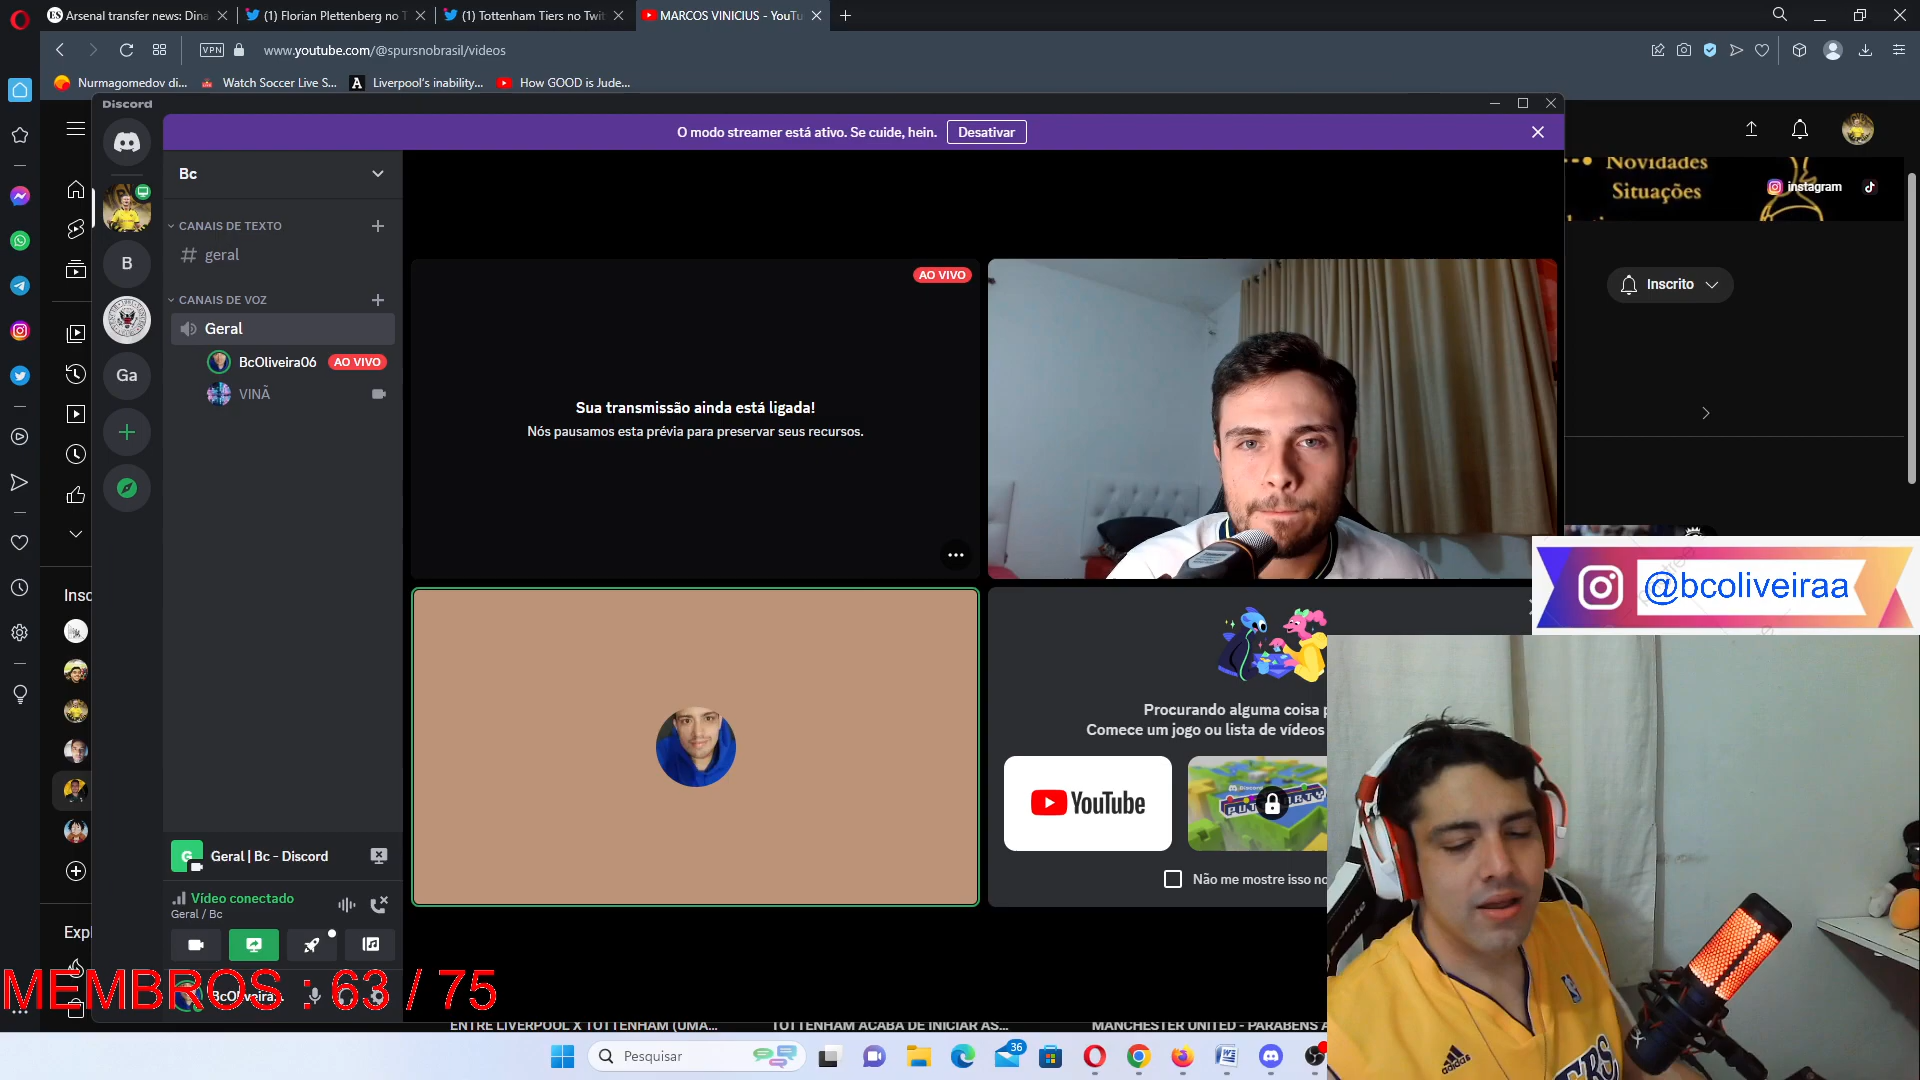 Arsenal transfer news: Dina
(1) Florian Plettenberg no T
(1) Tottenham Tiers no Twit
MARCOS VINICIUS - YouTu
VPN
www.youtube.com/@spursnobrasil/videos
Nurmagomedov di...
Watch Soccer Live S...
Liverpool's inability...
How GOOD is Jude...
Discord
O modo streamer está ativo. Se cuide, hein.
Desativar
Bc
CANAIS DE TEXTO
geral
CANAIS DE VOZ
Geral
BcOliveira06
AO VIVO
VINÃ
B
Ga
AO VIVO
Sua transmissão ainda está ligada!
Nós pausamos esta prévia para preservar seus recursos.
Novidades
Situações
instagram
Inscrito
@bcoliveiraa
Insc
Procurando alguma coisa p
Comece um jogo ou lista de vídeos
YouTube
Não me mostre isso no
G
Geral | Bc - Discord
Vídeo conectado
Geral / Bc
Expl
MEMBROS : 63 / 75
BcOliveira...
ENTRE LIVERPOOL X TOTTENHAM (UMA...
TOTTENHAM ACABA DE INICIAR AS...
MANCHESTER UNITED - PARABÉNS A
Pesquisar
36